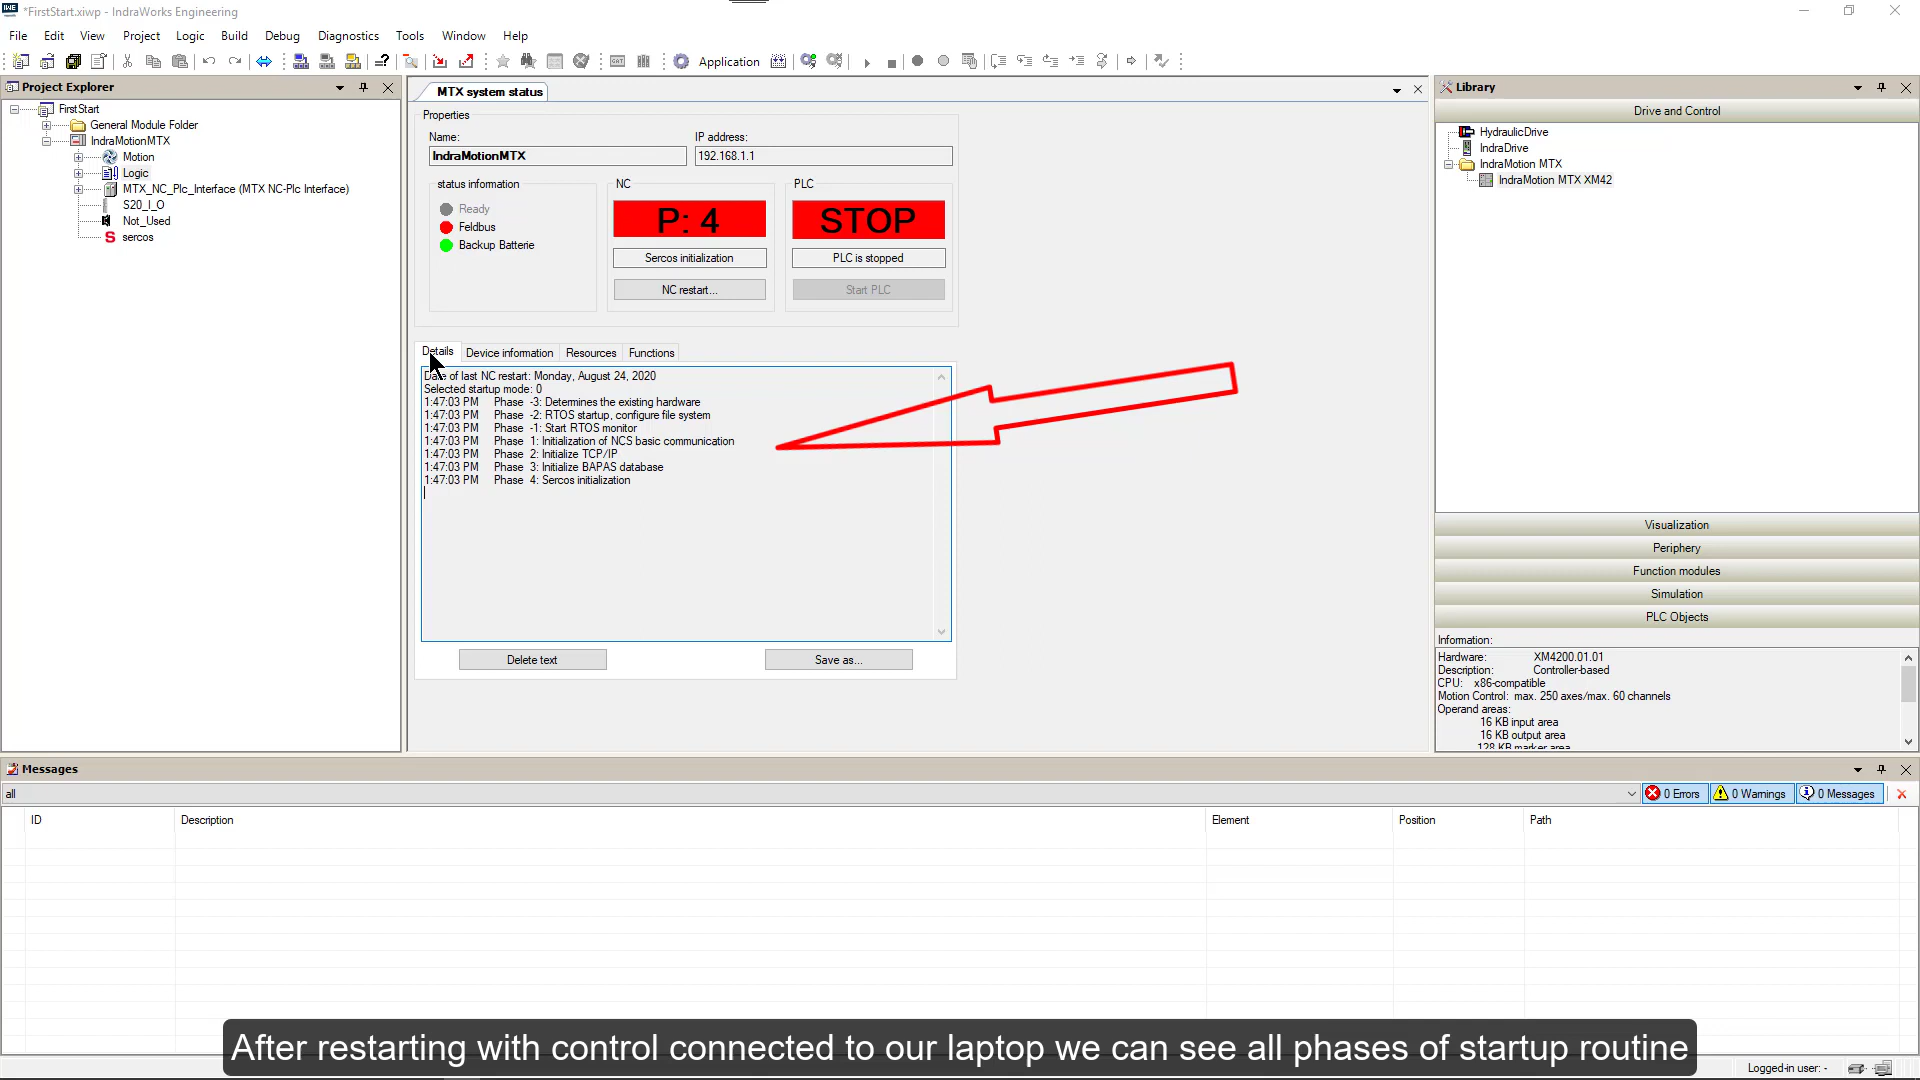 *FirstStart.xiwp - IndraWorks Engineering
File Edit View Project Logic Build Debug Diagnostics Tools Window Help
Application
Project Explorer
FirstStart
General Module Folder
IndraMotionMTX
Motion
Logic
MTX_NC_Plc_Interface (MTX NC-Plc Interface)
S20_I_O
Not_Used
sercos
MTX system status
Properties
Name:
IndraMotionMTX
IP address:
192.168.1.1
status information
Ready
Feldbus
Backup Batterie
NC
P: 4
Sercos initialization
NC restart...
PLC
STOP
PLC is stopped
Start PLC
Details Device information Resources Functions
Date of last NC restart: Monday, August 24, 2020
Selected startup mode: 0
1:47:03 PM Phase -3: Determines the existing hardware
1:47:03 PM Phase -2: RTOS startup, configure file system
1:47:03 PM Phase -1: Start RTOS monitor
1:47:03 PM Phase 1: Initialization of NCS basic communication
1:47:03 PM Phase 2: Initialize TCP/IP
1:47:03 PM Phase 3: Initialize BAPAS database
1:47:03 PM Phase 4: Sercos initialization
Delete text Save as...
Library
Drive and Control
HydraulicDrive
IndraDrive
IndraMotion MTX
IndraMotion MTX XM42
Visualization
Periphery
Function modules
Simulation
PLC Objects
Information:
Hardware: XM4200.01.01
Description: Controller-based
CPU: x86-compatible
Motion Control: max. 250 axes/max. 60 channels
Operand areas:
16 KB input area
16 KB output area
128 KB marker area
Messages
all
0 Errors 0 Warnings 0 Messages
ID Description Element Position Path
After restarting with control connected to our laptop we can see all phases of startup routine
Logged-in user: -